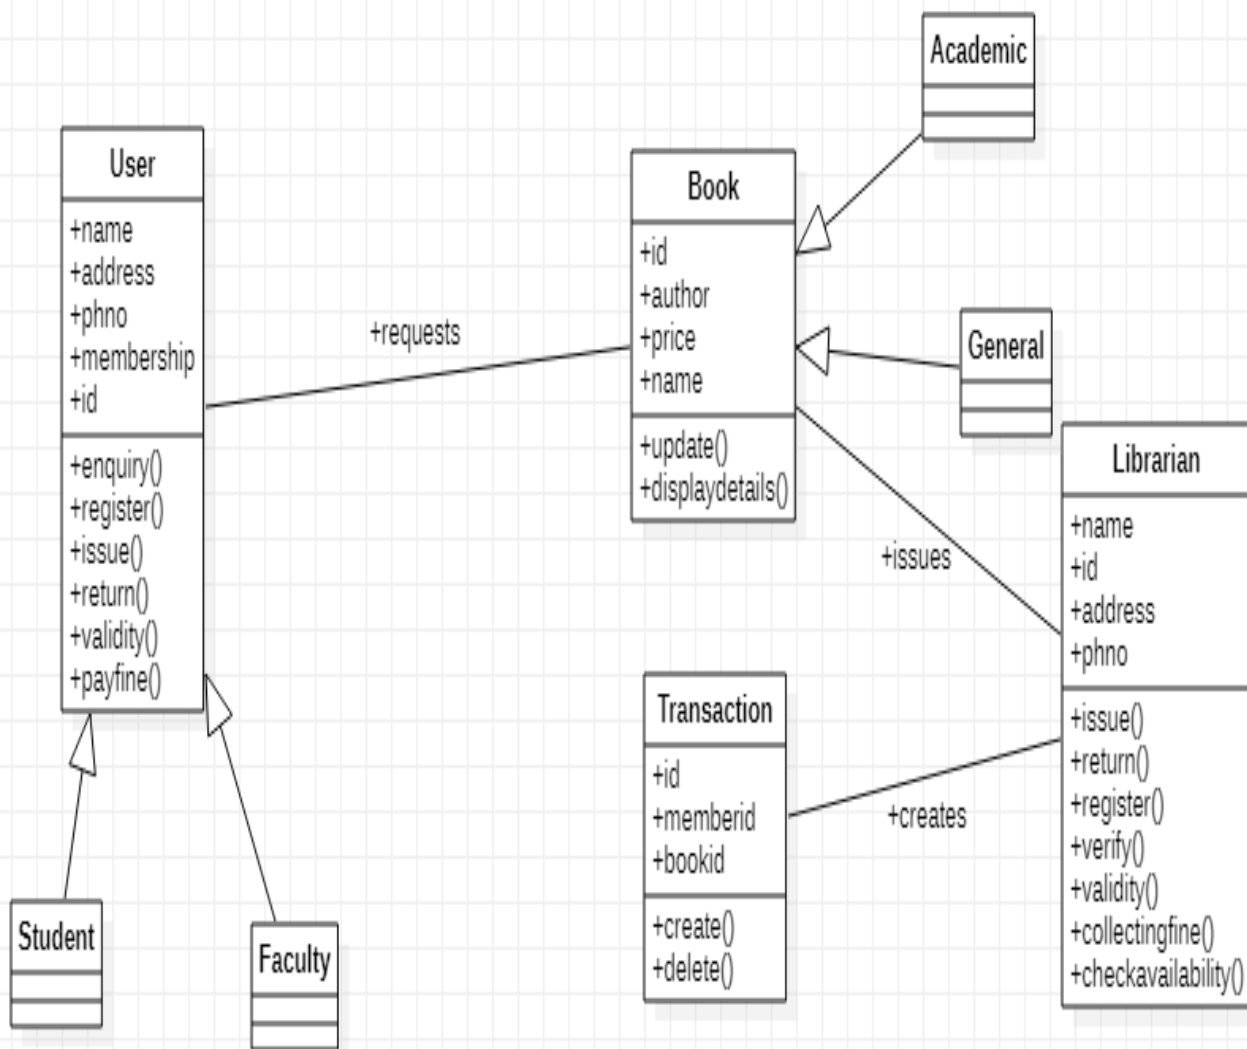 Academic
User
+name
+address
+phno
+membership
+id
+enquiry()
+register()
+issue()
+return()
+validity()
+payfine()
+requests
Book
+id
+author
+price
+name
+update()
+displaydetails()
General
+issues
Librarian
+name
+id
+address
+phno
+issue()
+return()
+register()
+verify()
+validity()
+collectingfine()
+checkavailability()
Transaction
+id
+memberid
+bookid
+create()
+delete()
+creates
Student
Faculty